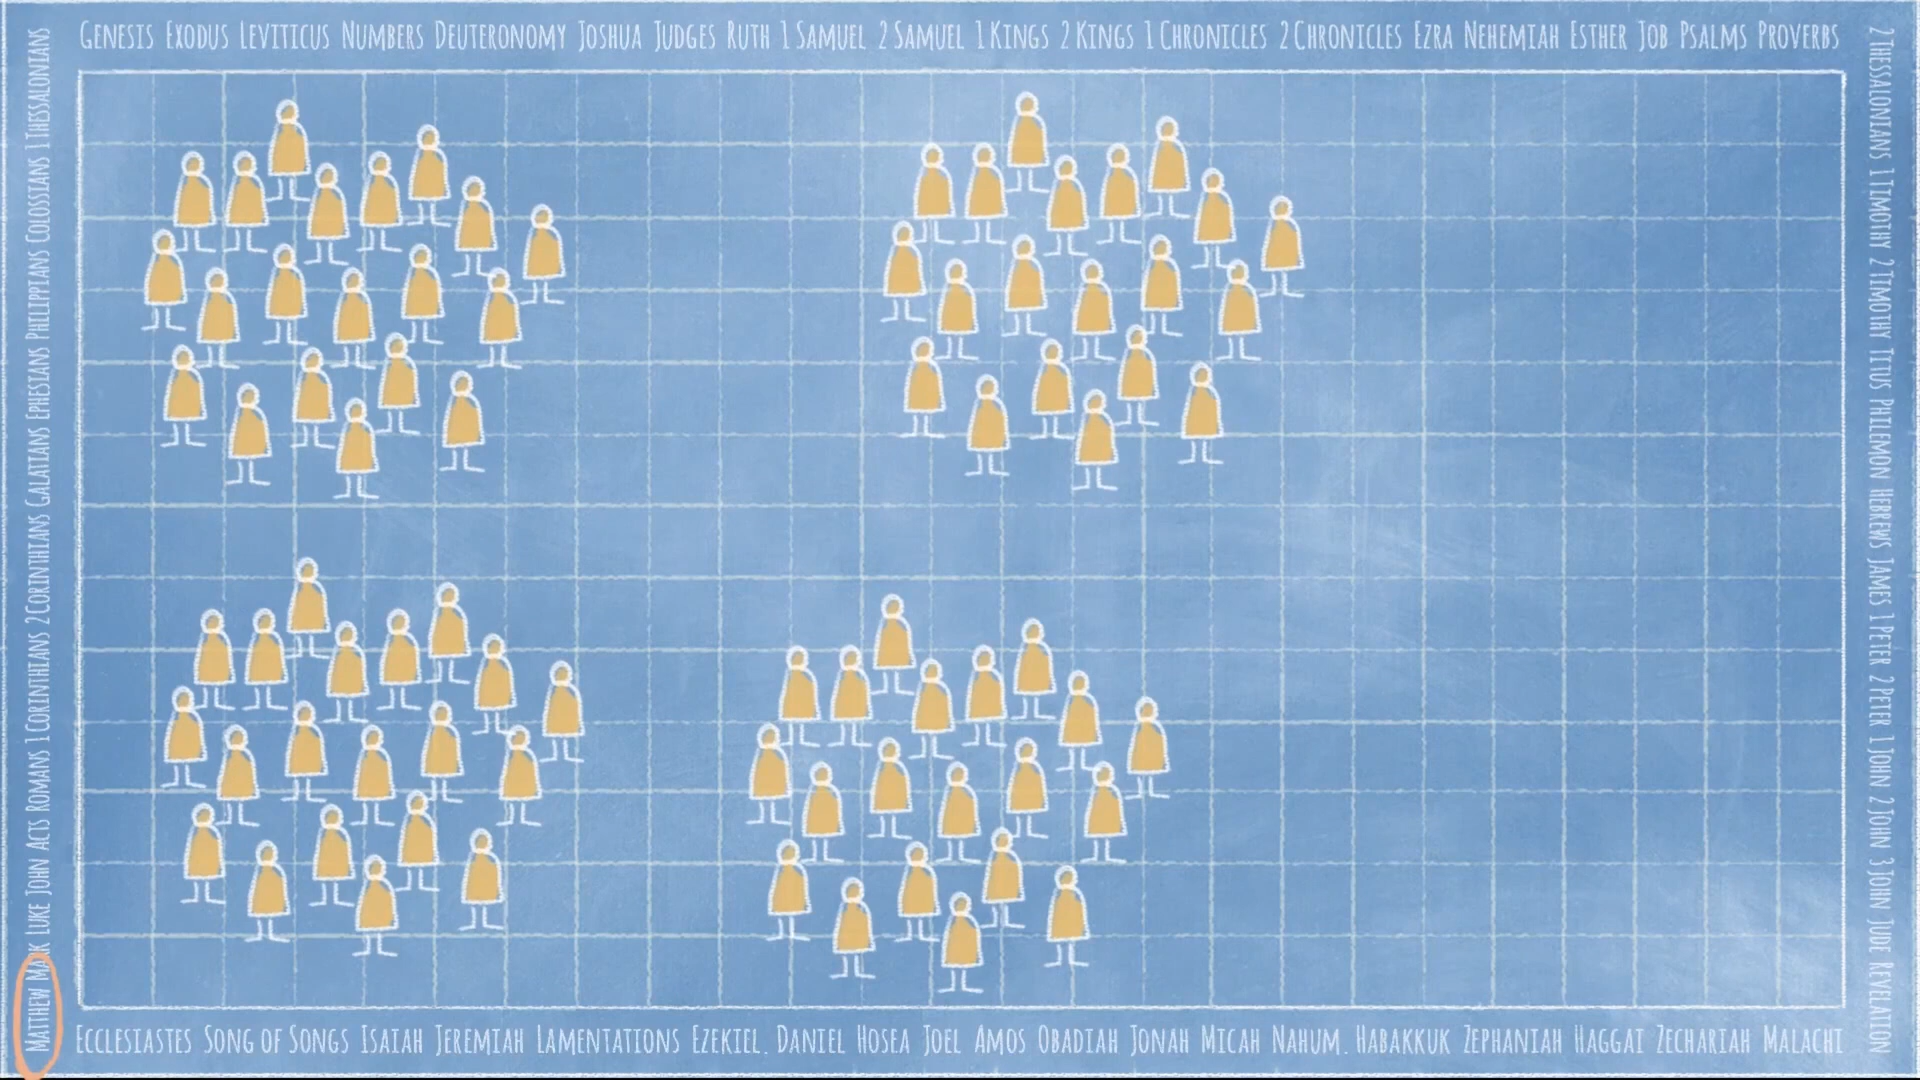 Genesis Exodus Leviticus Numbers Deuteronomy Joshua Judges Ruth 1 Samuel 2 Samuel 1 Kings 2 Kings 1 Chronicles 2 Chronicles Ezra Nehemiah Esther Job Psalms Proverbs
Ecclesiastes Song of Songs Isaiah Jeremiah Lamentations Ezekiel. Daniel Hosea Joel Amos Obadiah Jonah Micah Nahum. Habakkuk Zephaniah Haggai Zechariah Malachi
Matthew Mak Luke John Acts Romans 1 Corinthians 2 Corinthians Galatians Ephesians Philippians Colossians 1 Thessalonians
2 Thessalonians 1 Timothy 2 Timothy Titus Philemon Hebrews James 1 Peter 2 Peter 1 John 2 John 3 John Jude Revelation